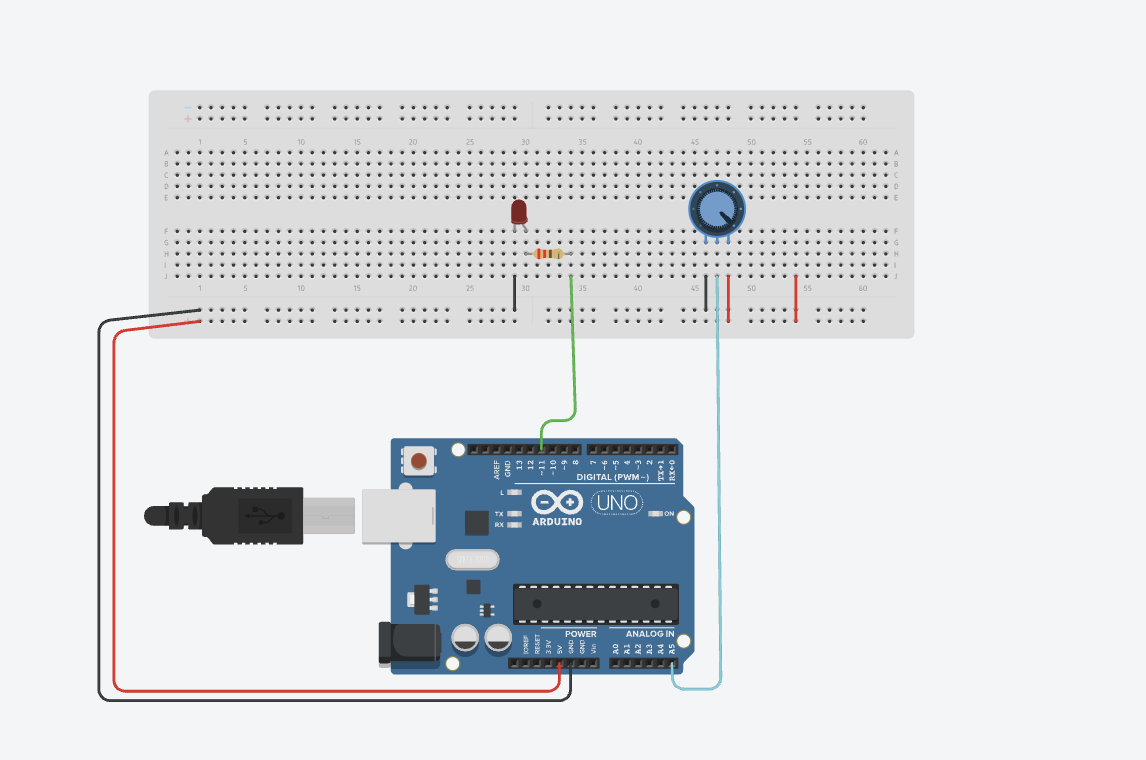 - -
+ +
1 5 10 15 20 25 30 35 40 45 50 55 60
A A
B B
C C
D D
E E
F F
G G
H H
I I
J J
1 5 10 15 20 25 30 35 40 45 50 55 60
AREF GND 13 12 ~11 ~10 ~9 8 7 ~6 ~5 4 ~3 2 TX→1 RX←0
DIGITAL (PWM~)
L
TX
RX
ARDUINO
UNO
ON
POWER ANALOG IN
IOREF RESET 3.3V 5V GND GND Vin A0 A1 A2 A3 A4 A5